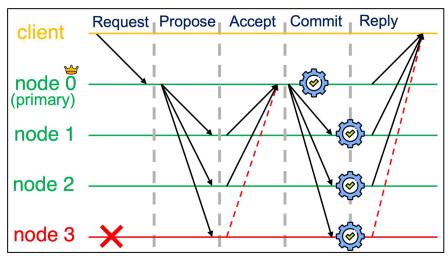 Request Propose Accept Commit Reply
client
node 0
(primary)
node 1
node 2
node 3